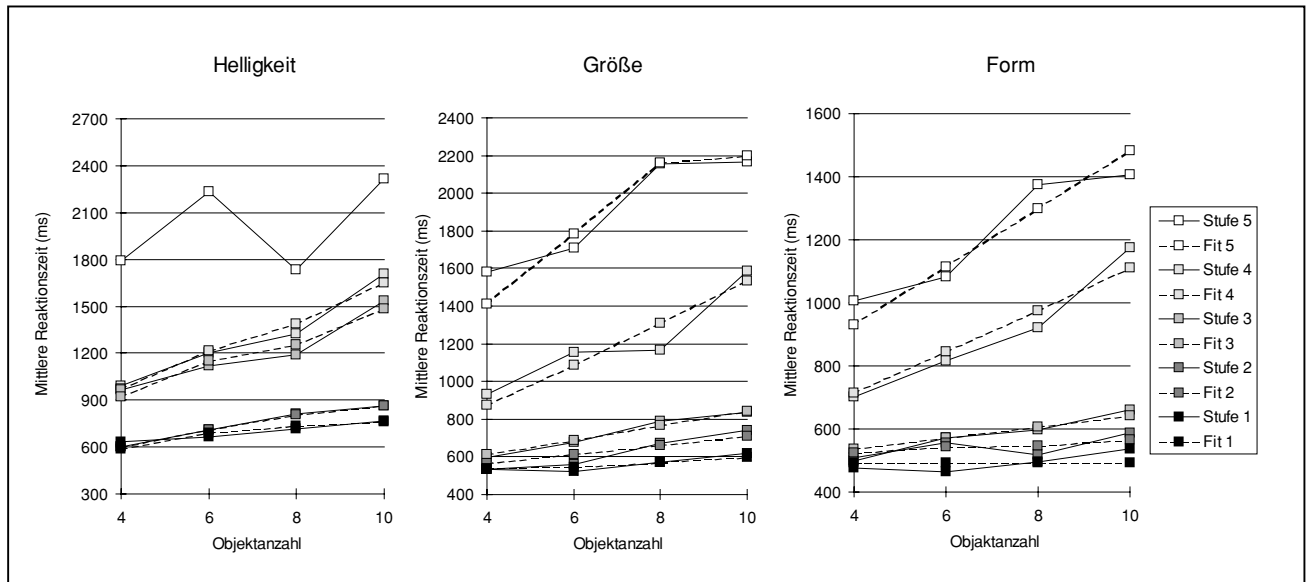 Helligkeit
Mittlere Reaktionszeit (ms)
2700
2400
2100
1800
1500
1200
900
600
300
4 6 8 10
Objektanzahl
Größe
Mittlere Reaktionszeit (ms)
2400
2200
2000
1800
1600
1400
1200
1000
800
600
400
4 6 8 10
Objektanzahl
Form
Mittlere Reaktionszeit (ms)
1600
1400
1200
1000
800
600
400
4 6 8 10
Objaktanzahl
Stufe 5
Fit 5
Stufe 4
Fit 4
Stufe 3
Fit 3
Stufe 2
Fit 2
Stufe 1
Fit 1